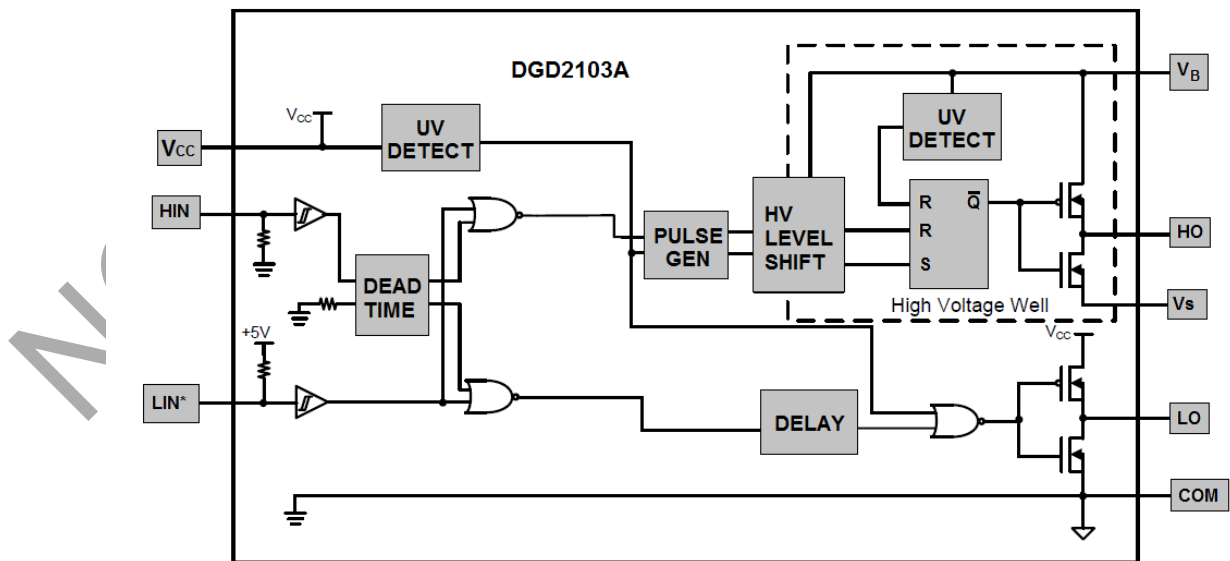 DGD2103A
VB
VCC
UV DETECT
UV
DETECT
VCC
HIN
R
Q
R
S
HV
LEVEL
SHIFT
PULSE
GEN
HO
DEAD
TIME
High Voltage Well
Vs
+5V
VCC
LIN*
DELAY
LO
COM